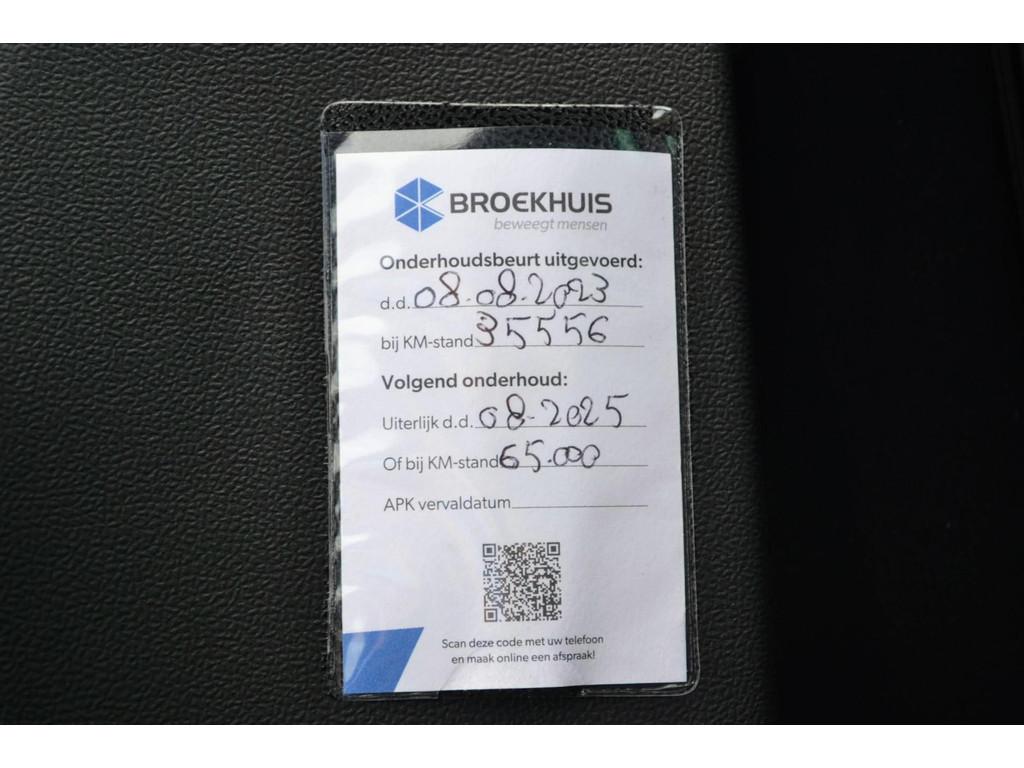 BROEKHUIS
beweegt mensen
Onderhoudsbeurt uitgevoerd:
d.d. 08.08.2023
bij KM-stand 35556
Volgend onderhoud:
Uiterlijk d.d. 08-2025
Of bij KM-stand 65.000
APK vervaldatum
Scan deze code met uw telefoon
en maak online een afspraak!